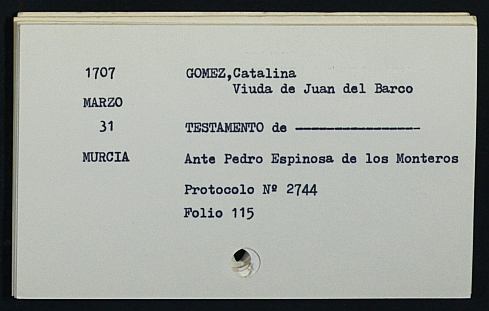 1707 GOMEZ,Catalina
Viuda de Juan del Barco
MARZO
31 TESTAMENTO de ----------------
MURCIA Ante Pedro Espinosa de los Monteros
Protocolo Nº 2744
Folio 115